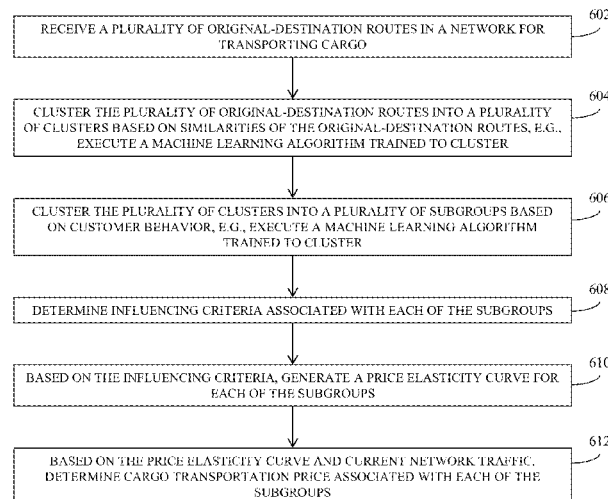 602
RECEIVE A PLURALITY OF ORIGINAL-DESTINATION ROUTES IN A NETWORK FOR
TRANSPORTING CARGO
604
CLUSTER THE PLURALITY OF ORIGINAL-DESTINATION ROUTES INTO A PLURALITY
OF CLUSTERS BASED ON SIMILARITIES OF THE ORIGINAL-DESTINATION ROUTES, E.G.,
EXECUTE A MACHINE LEARNING ALGORITHM TRAINED TO CLUSTER
606
CLUSTER THE PLURALITY OF CLUSTERS INTO A PLURALITY OF SUBGROUPS BASED
ON CUSTOMER BEHAVIOR, E.G., EXECUTE A MACHINE LEARNING ALGORITHM
TRAINED TO CLUSTER
608
DETERMINE INFLUENCING CRITERIA ASSOCIATED WITH EACH OF THE SUBGROUPS
610
BASED ON THE INFLUENCING CRITERIA, GENERATE A PRICE ELASTICITY CURVE FOR
EACH OF THE SUBGROUPS
612
BASED ON THE PRICE ELASTICITY CURVE AND CURRENT NETWORK TRAFFIC,
DETERMINE CARGO TRANSPORTATION PRICE ASSOCIATED WITH EACH OF THE
SUBGROUPS